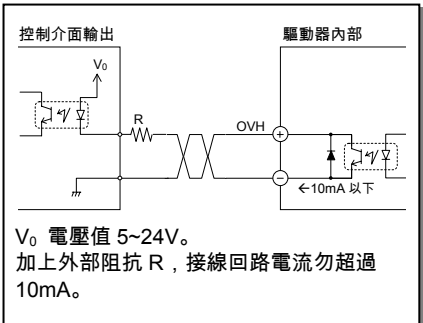 控制介面輸出
驅動器內部
V₀
R
OVH
+
−
←10mA 以下
V₀ 電壓值 5~24V。
加上外部阻抗 R，接線回路電流勿超過
10mA。